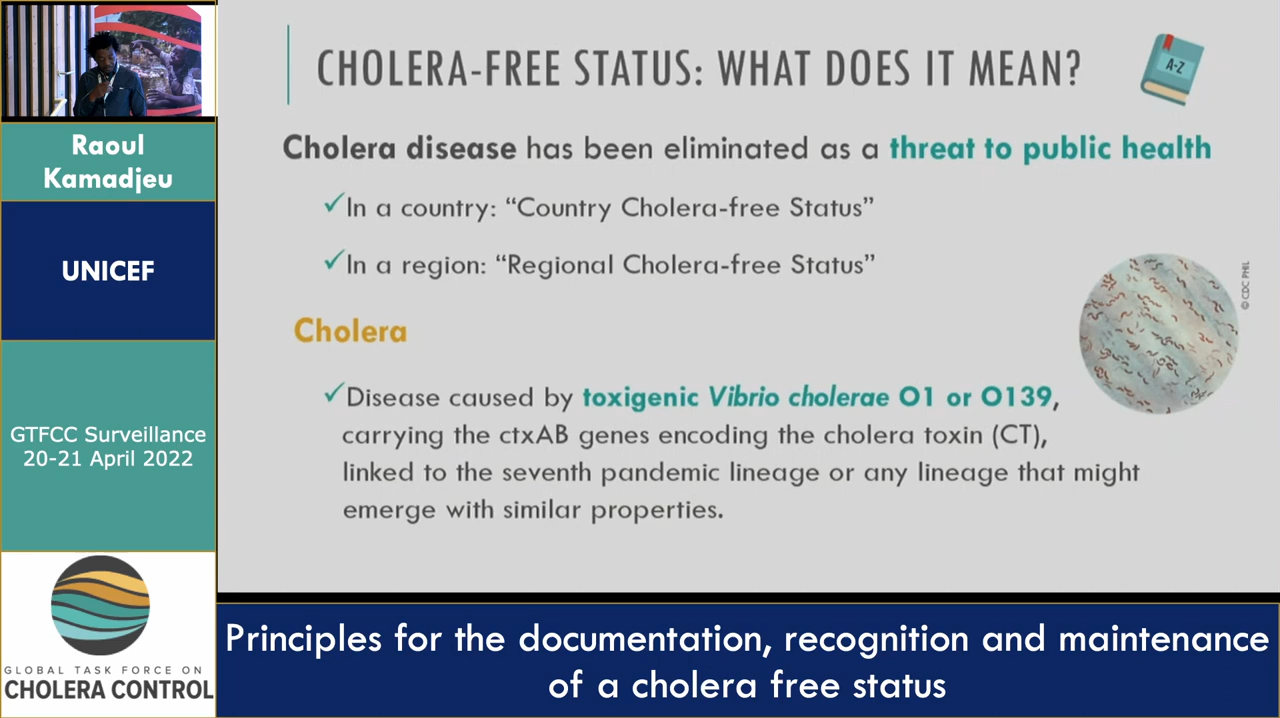 CHOLERA-FREE STATUS: WHAT DOES IT MEAN?
A-Z
Cholera disease has been eliminated as a threat to public health
✓In a country: “Country Cholera-free Status”
✓In a region: “Regional Cholera-free Status”
© CDC PHIL
Cholera
✓Disease caused by toxigenic Vibrio cholerae O1 or O139,
carrying the ctxAB genes encoding the cholera toxin (CT),
linked to the seventh pandemic lineage or any lineage that might
emerge with similar properties.
Raoul
Kamadjeu
UNICEF
GTFCC Surveillance
20-21 April 2022
GLOBAL TASK FORCE ON
CHOLERA CONTROL
Principles for the documentation, recognition and maintenance
of a cholera free status